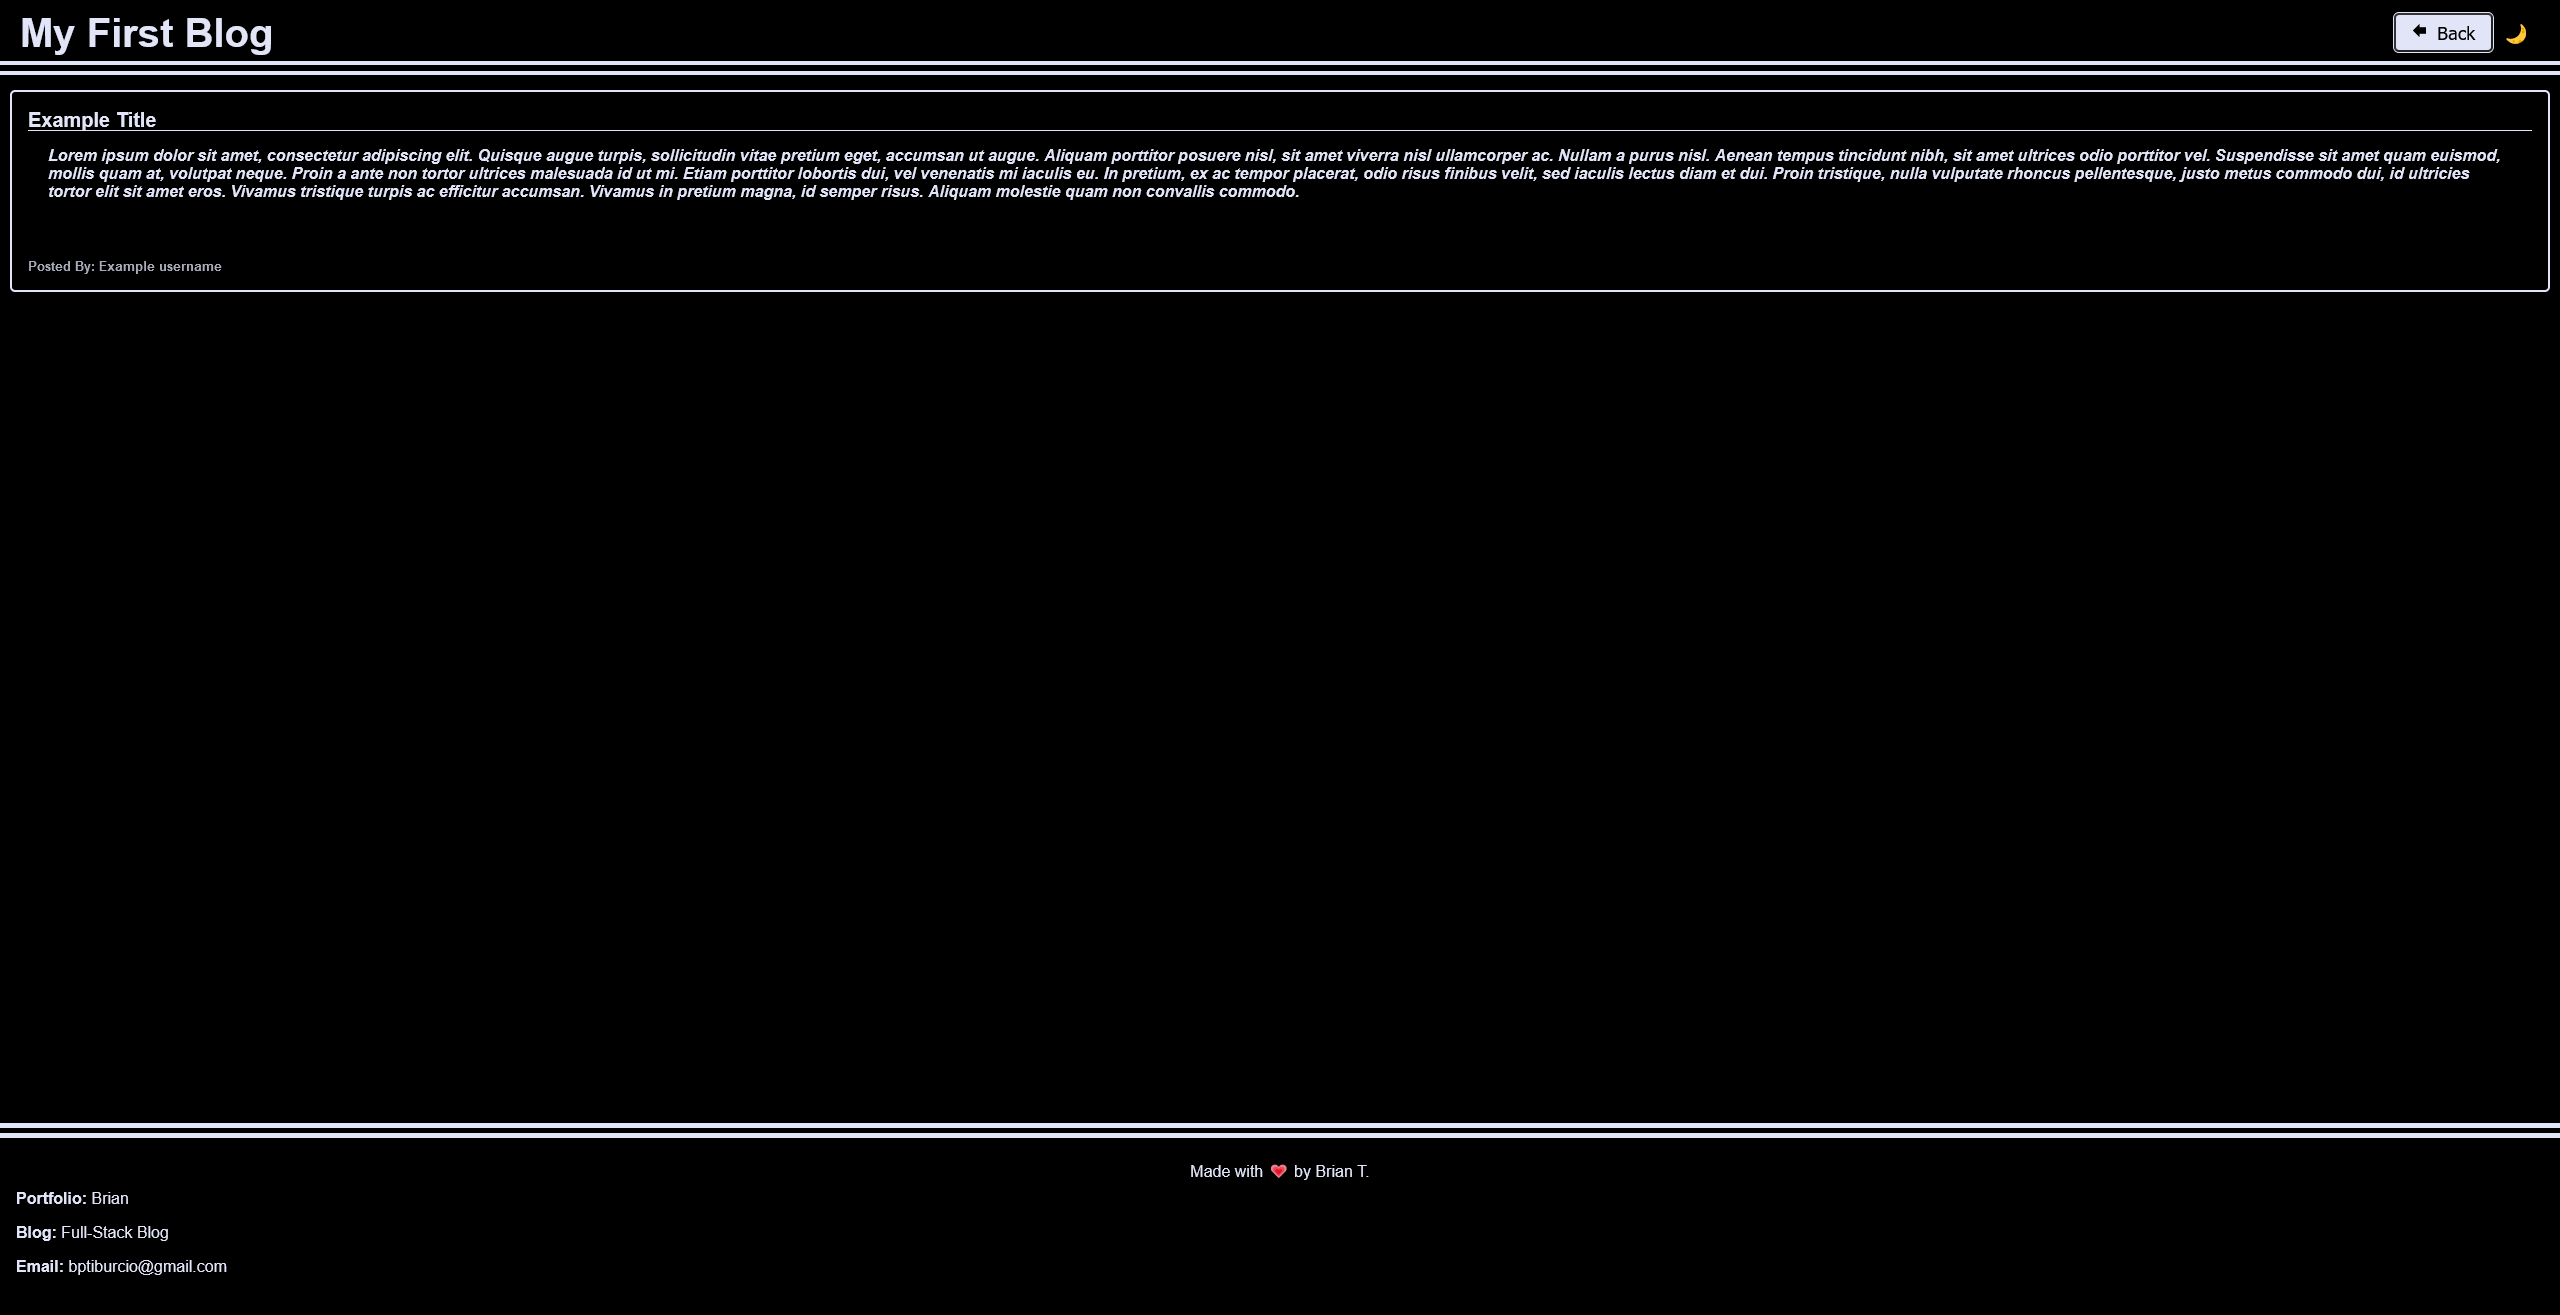 My First Blog
Back
Example Title
Lorem ipsum dolor sit amet, consectetur adipiscing elit. Quisque augue turpis, sollicitudin vitae pretium eget, accumsan ut augue. Aliquam porttitor posuere nisl, sit amet viverra nisl ullamcorper ac. Nullam a purus nisl. Aenean tempus tincidunt nibh, sit amet ultrices odio porttitor vel. Suspendisse sit amet quam euismod,
mollis quam at, volutpat neque. Proin a ante non tortor ultrices malesuada id ut mi. Etiam porttitor lobortis dui, vel venenatis mi iaculis eu. In pretium, ex ac tempor placerat, odio risus finibus velit, sed iaculis lectus diam et dui. Proin tristique, nulla vulputate rhoncus pellentesque, justo metus commodo dui, id ultricies
tortor elit sit amet eros. Vivamus tristique turpis ac efficitur accumsan. Vivamus in pretium magna, id semper risus. Aliquam molestie quam non convallis commodo.
Posted By: Example username
Made with ❤️ by Brian T.
Portfolio: Brian
Blog: Full-Stack Blog
Email: bptiburcio@gmail.com